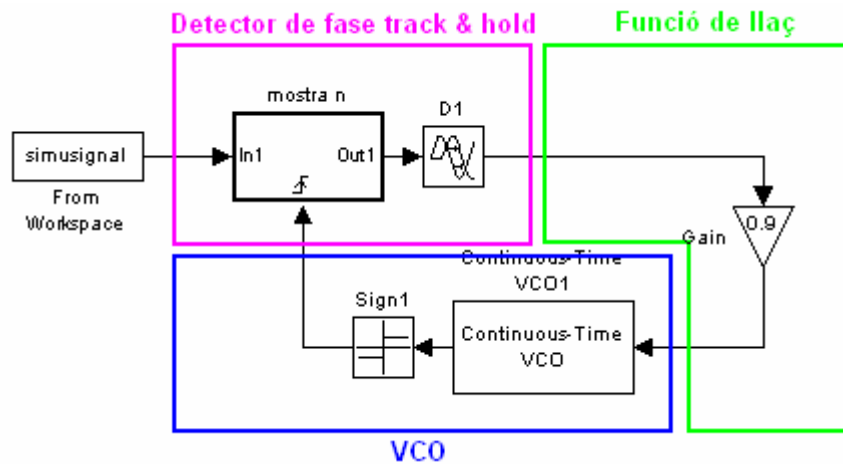 Detector de fase track & hold
Funció de llaç
mostra n
D1
simusignal
In1
Out1
From
Workspace
0.9
Gain
Continuous-Time
VCO1
Sign1
Continuous-Time
VCO
VCO